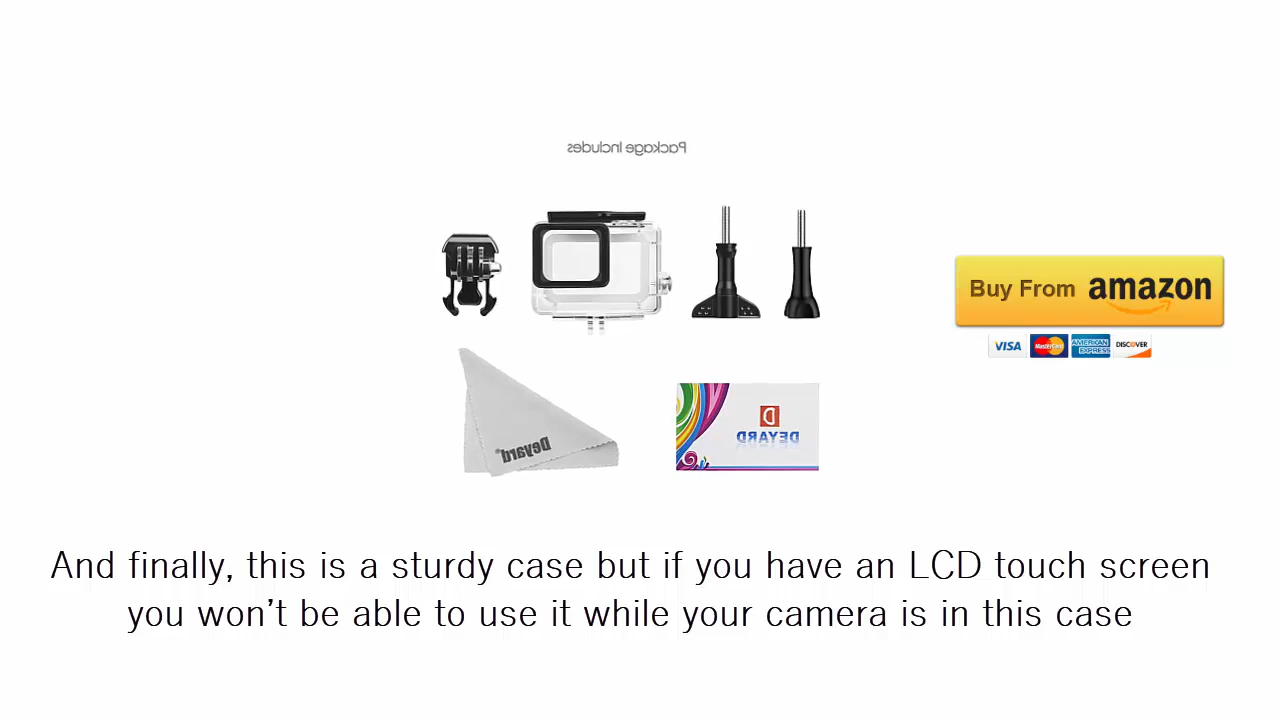 Package Includes
Buy From amazon
VISA MasterCard AMERICAN EXPRESS DISCOVER
Deyard
D
DEYARD
And finally, this is a sturdy case but if you have an LCD touch screen
you won't be able to use it while your camera is in this case